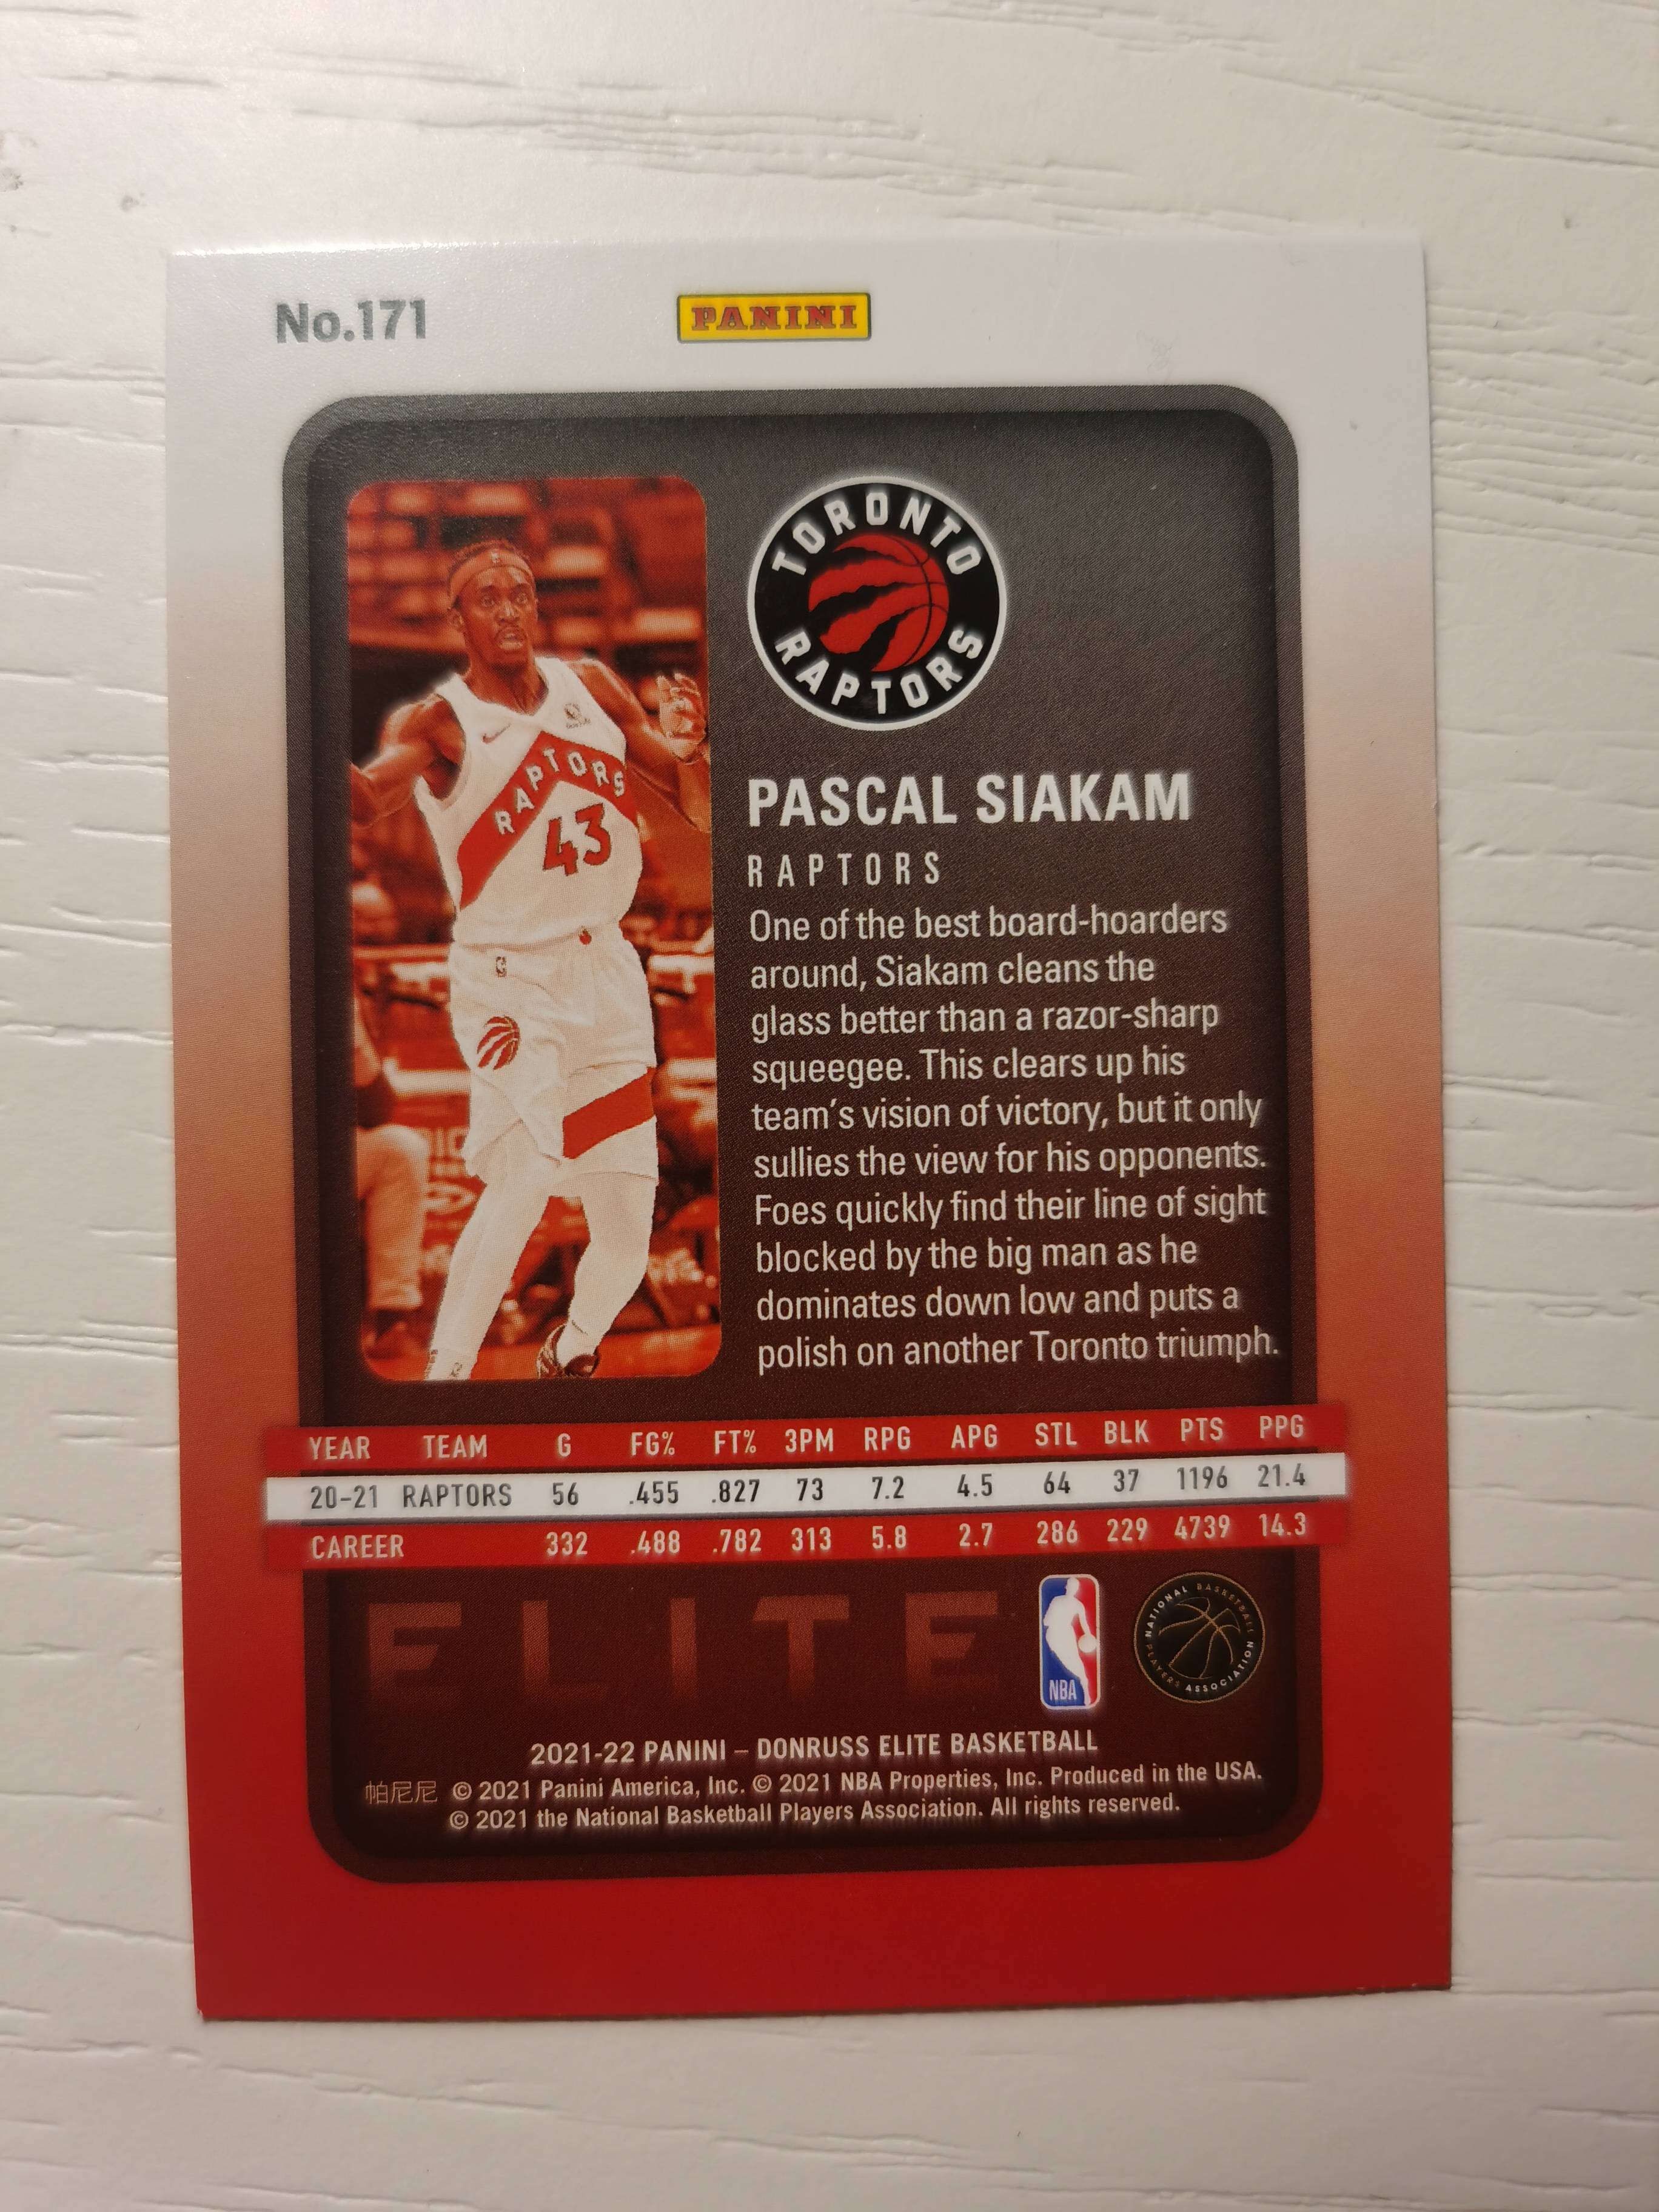 No.171
PANINI
TORONTO
RAPTORS
RAPTORS
43
PASCAL SIAKAM
RAPTORS
One of the best board-hoarders
around, Siakam cleans the
glass better than a razor-sharp
squeegee. This clears up his
team's vision of victory, but it only
sullies the view for his opponents.
Foes quickly find their line of sight
blocked by the big man as he
dominates down low and puts a
polish on another Toronto triumph.
YEAR TEAM G FG% FT% 3PM RPG APG STL BLK PTS PPG
20-21 RAPTORS 56 .455 .827 73 7.2 4.5 64 37 1196 21.4
CAREER 332 .488 .782 313 5.8 2.7 286 229 4739 14.3
ELITE
NBA
NATIONAL BASKETBALL
PLAYERS ASSOCIATION
2021-22 PANINI – DONRUSS ELITE BASKETBALL
帕尼尼 © 2021 Panini America, Inc. © 2021 NBA Properties, Inc. Produced in the USA.
© 2021 the National Basketball Players Association. All rights reserved.